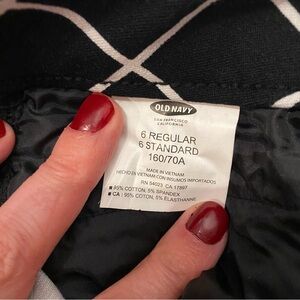 OLD NAVY
SAN FRANCISCO
CALIFORNIA
6 REGULAR
6 STANDARD
160/70A
MADE IN VIETNAM
HECHO EN VIETNAM CON INSUMOS IMPORTADOS
RN 54023 CA 17897
■ 95% COTTON, 5% SPANDEX
■ CA : 95% COTON, 5% ELASTHANNE